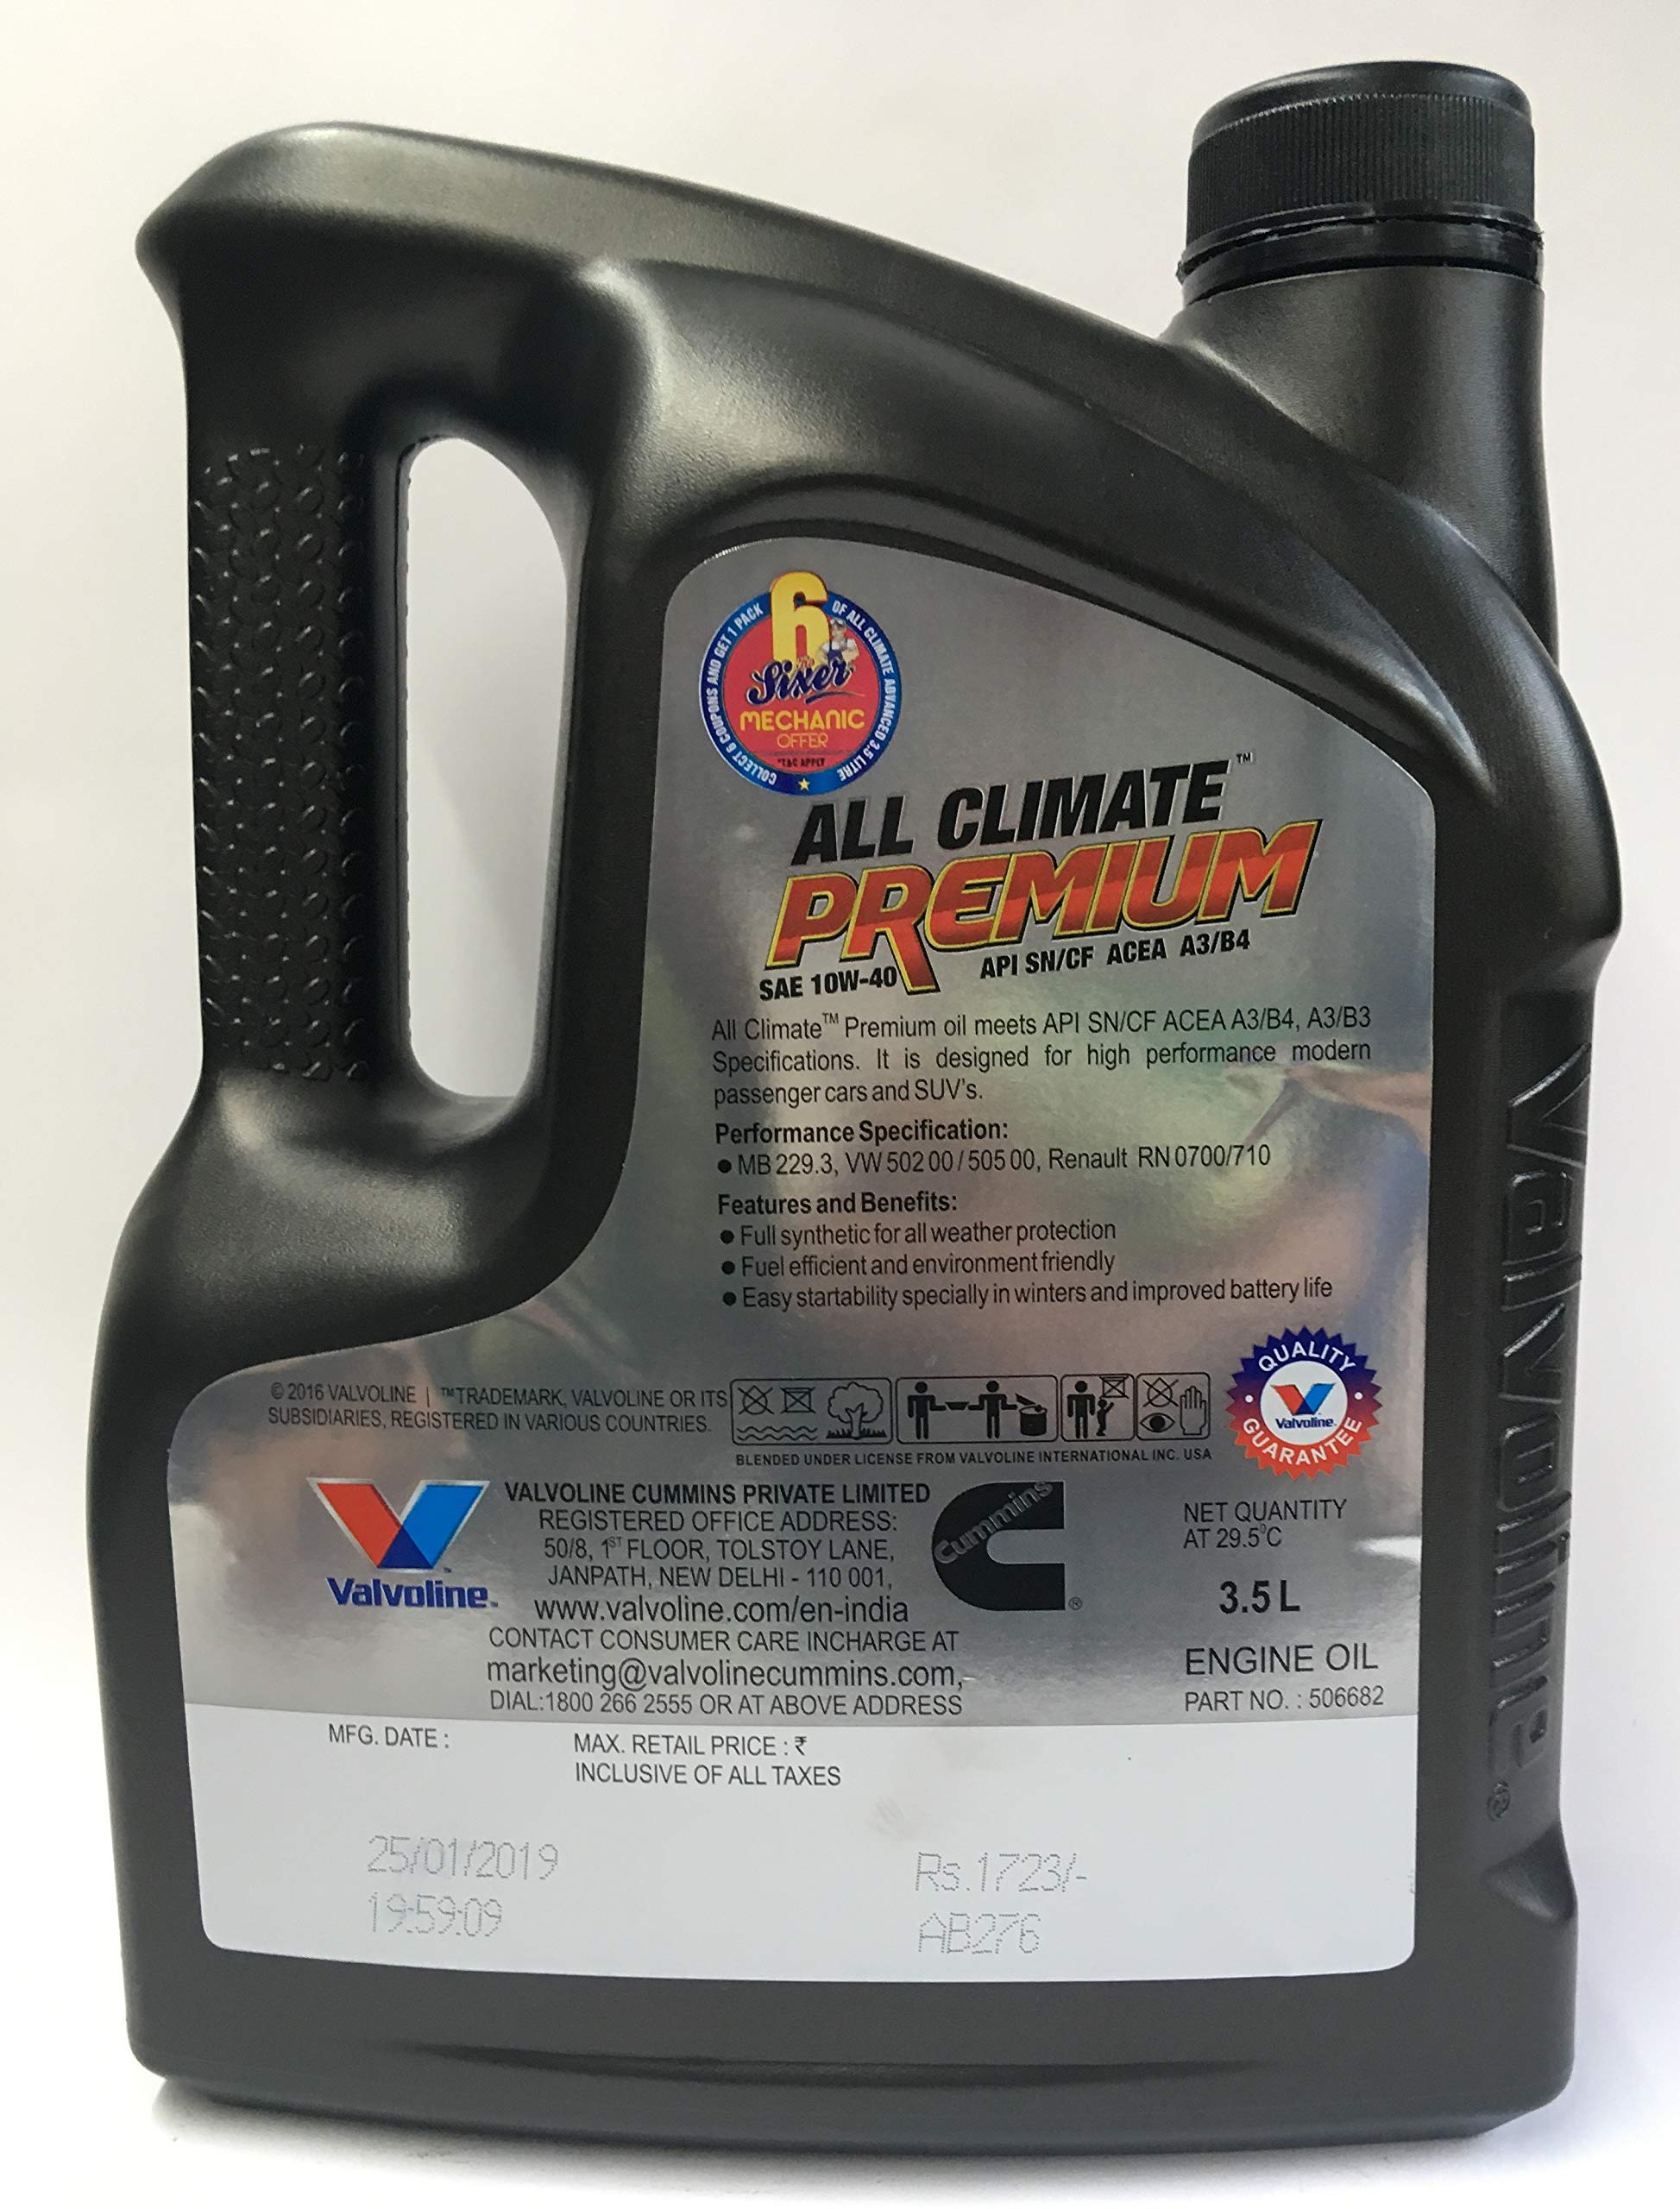 COLLECT 6 COUPONS AND GET 1 PACK OF ALL CLIMATE ADVANCED 3.5 LITRE
6
The
Sixer
MECHANIC
OFFER
*T&C APPLY
ALL CLIMATE™
PREMIUM
SAE 10W-40
API SN/CF ACEA A3/B4
All Climate™ Premium oil meets API SN/CF ACEA A3/B4, A3/B3
Specifications. It is designed for high performance modern
passenger cars and SUV's.
Performance Specification:
● MB 229.3, VW 502 00 / 505 00, Renault RN 0700/710
Features and Benefits:
● Full synthetic for all weather protection
● Fuel efficient and environment friendly
● Easy startability specially in winters and improved battery life
© 2016 VALVOLINE | ™TRADEMARK, VALVOLINE OR ITS
SUBSIDIARIES, REGISTERED IN VARIOUS COUNTRIES.
BLENDED UNDER LICENSE FROM VALVOLINE INTERNATIONAL INC. USA
QUALITY
Valvoline™
GUARANTEE
Valvoline™
VALVOLINE CUMMINS PRIVATE LIMITED
REGISTERED OFFICE ADDRESS:
50/8, 1ST FLOOR, TOLSTOY LANE,
JANPATH, NEW DELHI - 110 001,
www.valvoline.com/en-india
CONTACT CONSUMER CARE INCHARGE AT
marketing@valvolinecummins.com,
DIAL:1800 266 2555 OR AT ABOVE ADDRESS
Cummins®
NET QUANTITY
AT 29.5°C
3.5 L
ENGINE OIL
PART NO. : 506682
MFG. DATE :
MAX. RETAIL PRICE : ₹
INCLUSIVE OF ALL TAXES
25/01/2019
19:59:09
Rs.1723/-
AB276
Valvoline®